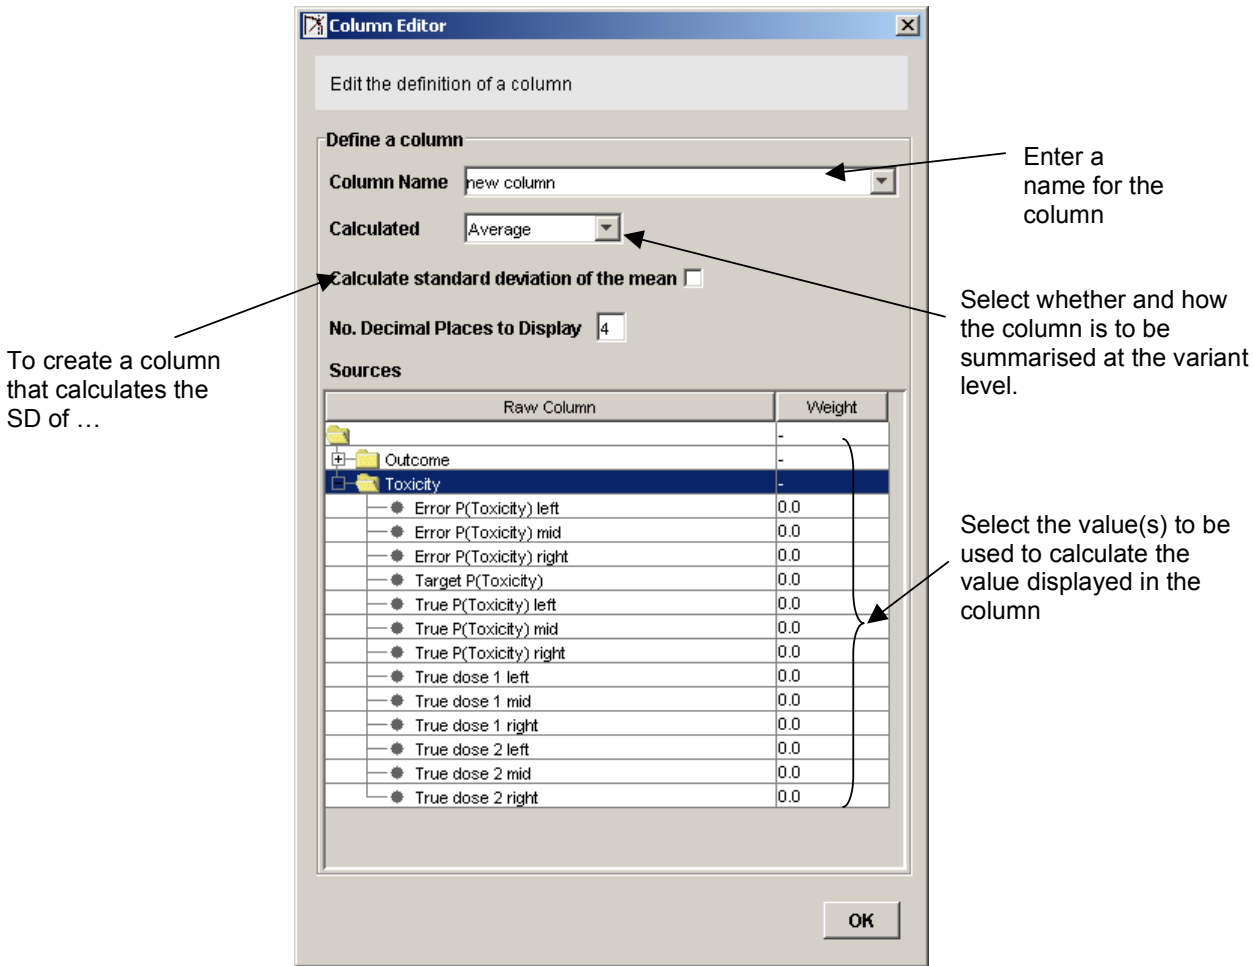 Column Editor
Edit the definition of a column
Define a column
Column Name new column
Calculated Average
Calculate standard deviation of the mean
No. Decimal Places to Display 4
Sources
Raw Column Weight
-
Outcome -
Toxicity -
Error P(Toxicity) left 0.0
Error P(Toxicity) mid 0.0
Error P(Toxicity) right 0.0
Target P(Toxicity) 0.0
True P(Toxicity) left 0.0
True P(Toxicity) mid 0.0
True P(Toxicity) right 0.0
True dose 1 left 0.0
True dose 1 mid 0.0
True dose 1 right 0.0
True dose 2 left 0.0
True dose 2 mid 0.0
True dose 2 right 0.0
OK
Enter a
name for the
column
Select whether and how
the column is to be
summarised at the variant
level.
To create a column
that calculates the
SD of …
Select the value(s) to be
used to calculate the
value displayed in the
column